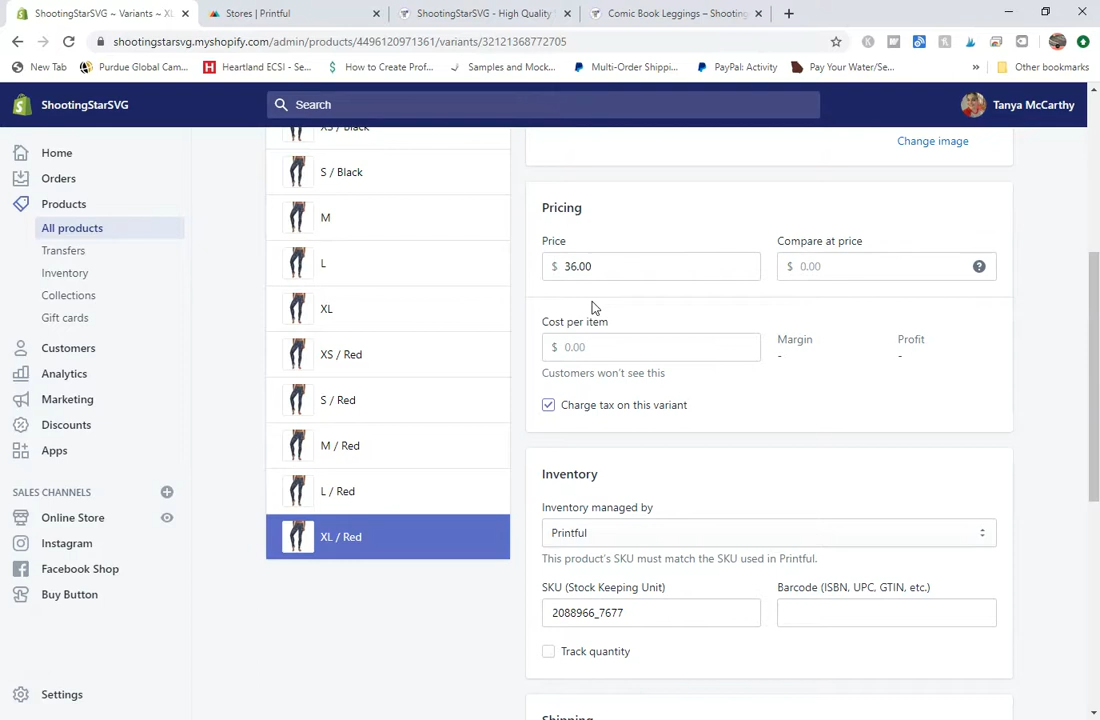 ShootingStarSVG ~ Variants ~ XL
Stores | Printful
ShootingStarSVG - High Quality
Comic Book Leggings – Shooting
shootingstarsvg.myshopify.com/admin/products/4496120971361/variants/32121368772705
New Tab
Purdue Global Cam...
Heartland ECSI - Se...
How to Create Prof...
Samples and Mock...
Multi-Order Shippi...
PayPal: Activity
Pay Your Water/Se...
»
Other bookmarks
ShootingStarSVG
Search
Tanya McCarthy
Home
Orders
Products
All products
Transfers
Inventory
Collections
Gift cards
Customers
Analytics
Marketing
Discounts
Apps
SALES CHANNELS
Online Store
Instagram
Facebook Shop
Buy Button
Settings
XS / Black
S / Black
M
L
XL
XS / Red
S / Red
M / Red
L / Red
XL / Red
Change image
Pricing
Price
Compare at price
$ 36.00
$ 0.00
Cost per item
$ 0.00
Margin
Profit
-
-
Customers won't see this
Charge tax on this variant
Inventory
Inventory managed by
Printful
This product's SKU must match the SKU used in Printful.
SKU (Stock Keeping Unit)
Barcode (ISBN, UPC, GTIN, etc.)
2088966_7677
Track quantity
Shipping